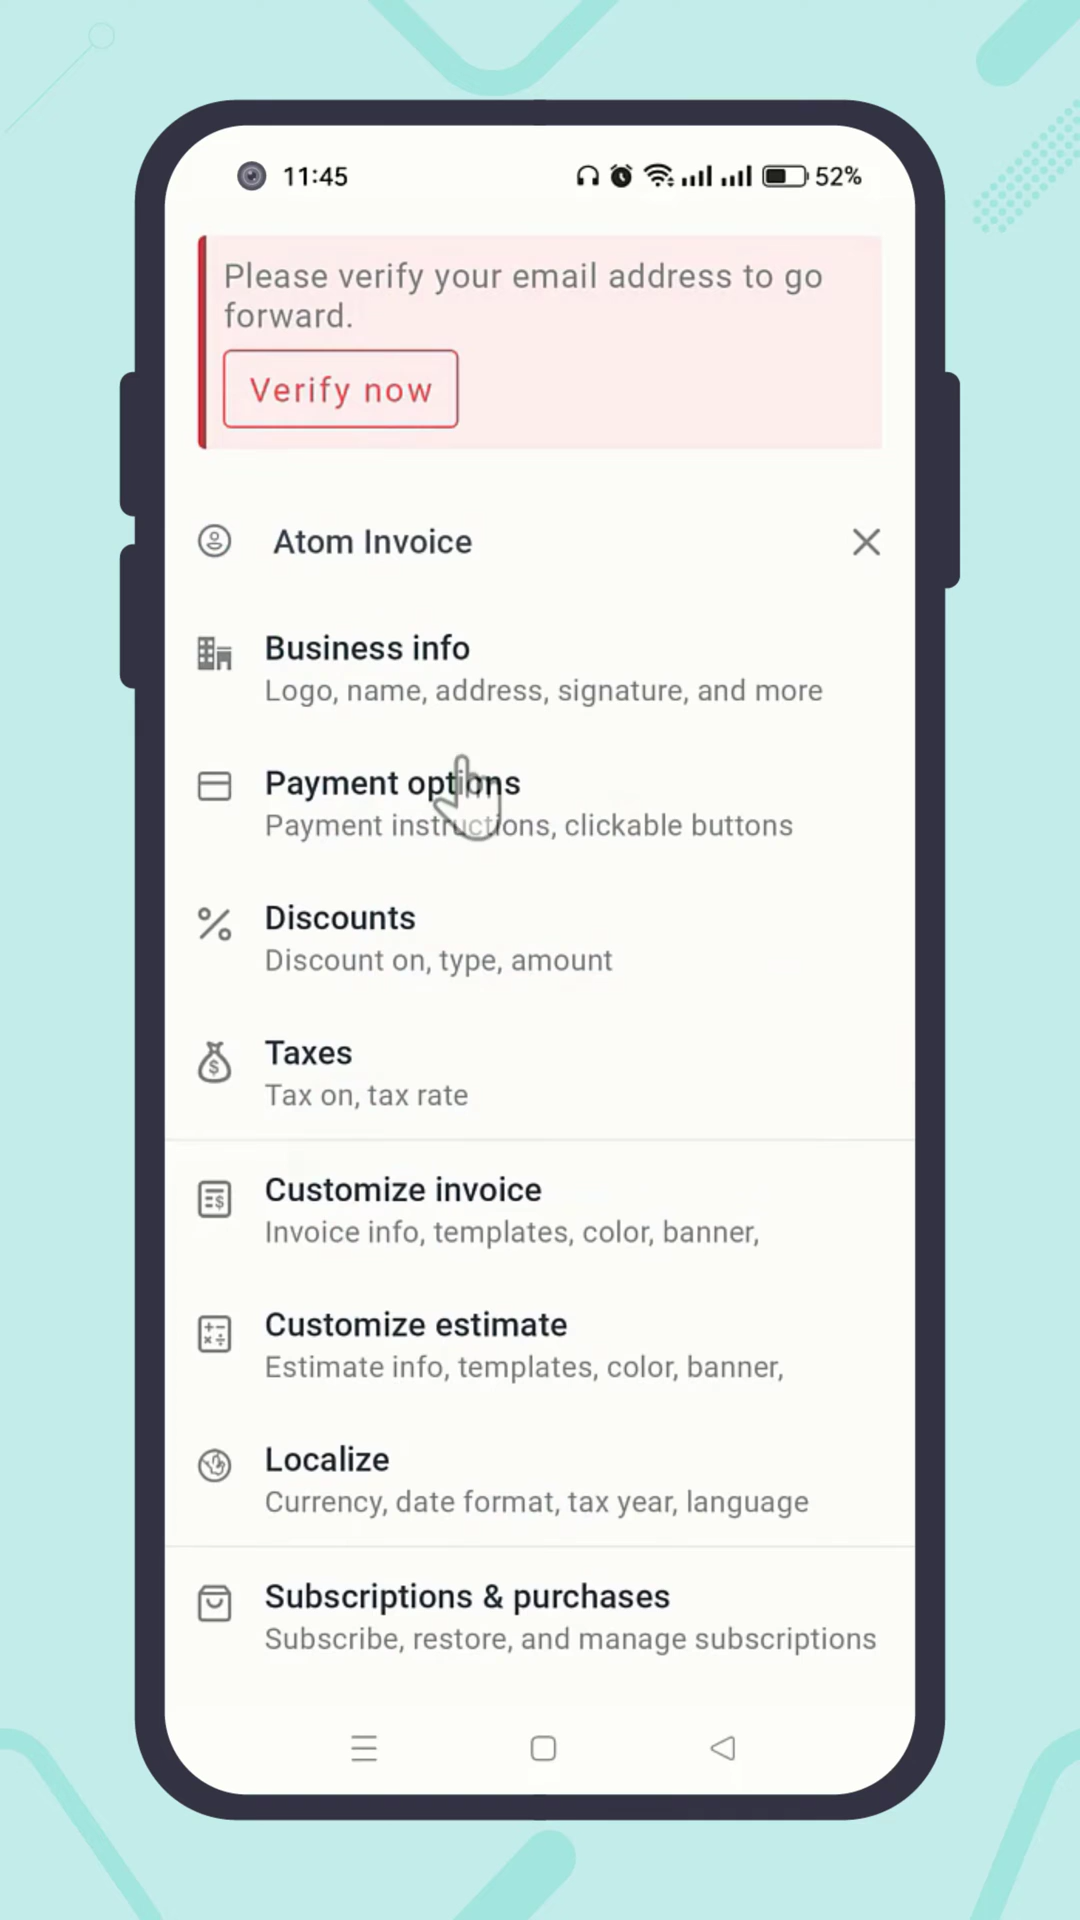 11:45
52%
Please verify your email address to go
forward.
Verify now
Atom Invoice
Business info
Logo, name, address, signature, and more
Payment options
Payment instructions, clickable buttons
Discounts
Discount on, type, amount
Taxes
Tax on, tax rate
Customize invoice
Invoice info, templates, color, banner,
Customize estimate
Estimate info, templates, color, banner,
Localize
Currency, date format, tax year, language
Subscriptions & purchases
Subscribe, restore, and manage subscriptions